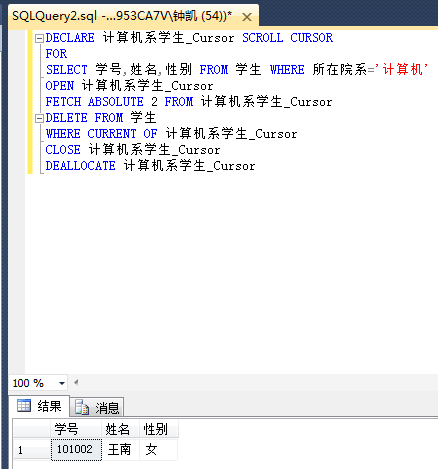 SQLQuery2.sql -...953CA7V\钟凯 (54))*
DECLARE 计算机系学生_Cursor SCROLL CURSOR
FOR
SELECT 学号,姓名,性别 FROM 学生 WHERE 所在院系='计算机'
OPEN 计算机系学生_Cursor
FETCH ABSOLUTE 2 FROM 计算机系学生_Cursor
DELETE FROM 学生
WHERE CURRENT OF 计算机系学生_Cursor
CLOSE 计算机系学生_Cursor
DEALLOCATE 计算机系学生_Cursor
100 %
结果 消息
学号 姓名 性别
1 101002 王南 女